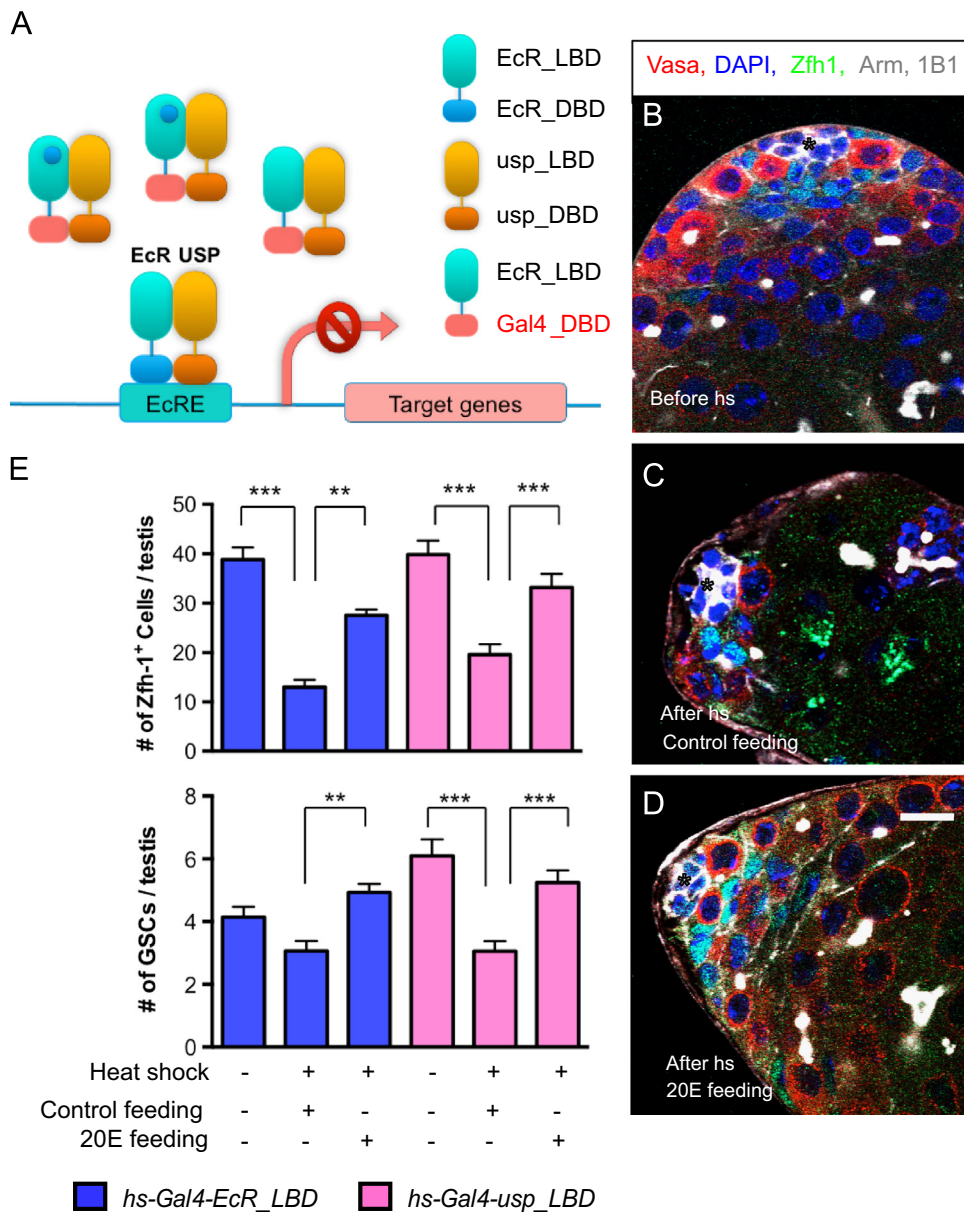 A
EcR_LBD
EcR_DBD
usp_LBD
usp_DBD
EcR_LBD
Gal4_DBD
EcR USP
EcRE
Target genes
Vasa, DAPI, Zfh1, Arm, 1B1
B
*
Before hs
C
*
After hs
Control feeding
D
*
After hs
20E feeding
E
# of Zfh-1+ Cells / testis
50
40
30
20
10
0
*** ** *** ***
# of GSCs / testis
8
6
4
2
0
** *** ***
Heat shock - + + - + +
Control feeding - + - - + -
20E feeding - - + - - +
hs-Gal4-EcR_LBD
hs-Gal4-usp_LBD